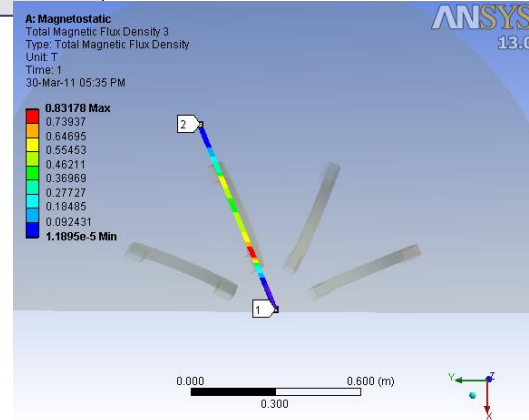 A: Magnetostatic
Total Magnetic Flux Density 3
Type: Total Magnetic Flux Density
Unit: T
Time: 1
30-Mar-11 05:35 PM
ANSYS
13.0
0.83178 Max
0.73937
0.64695
0.55453
0.46211
0.36969
0.27727
0.18485
0.092431
1.1895e-5 Min
2
1
0.000
0.600 (m)
0.300
Y
Z
X